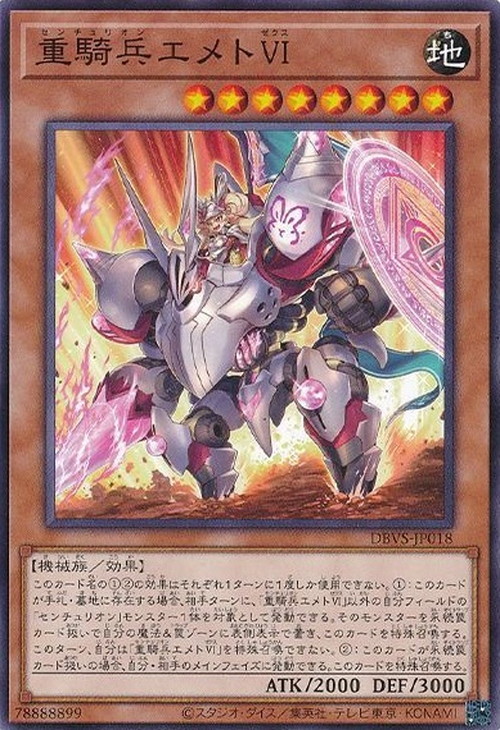 センチュリオン ゼクス
重騎兵エメトⅥ
ち
地
DBVS-JP018
【機械族／効果】
このカード名の①②の効果はそれぞれ1ターンに1度しか使用できない。①：このカード
が手札・墓地に存在する場合、相手ターンに、「重騎兵エメトⅥ」以外の自分フィールドの
「センチュリオン」モンスター1体を対象として発動できる。そのモンスターを永続罠
カード扱いで自分の魔法＆罠ゾーンに表側表示で置き、このカードを特殊召喚する。
このターン、自分は「重騎兵エメトⅥ」を特殊召喚できない。②：このカードが永続罠
カード扱いの場合、自分・相手のメインフェイズに発動できる。このカードを特殊召喚する。
ATK/2000 DEF/3000
78888899
©スタジオ・ダイス／集英社・テレビ東京・KONAMI